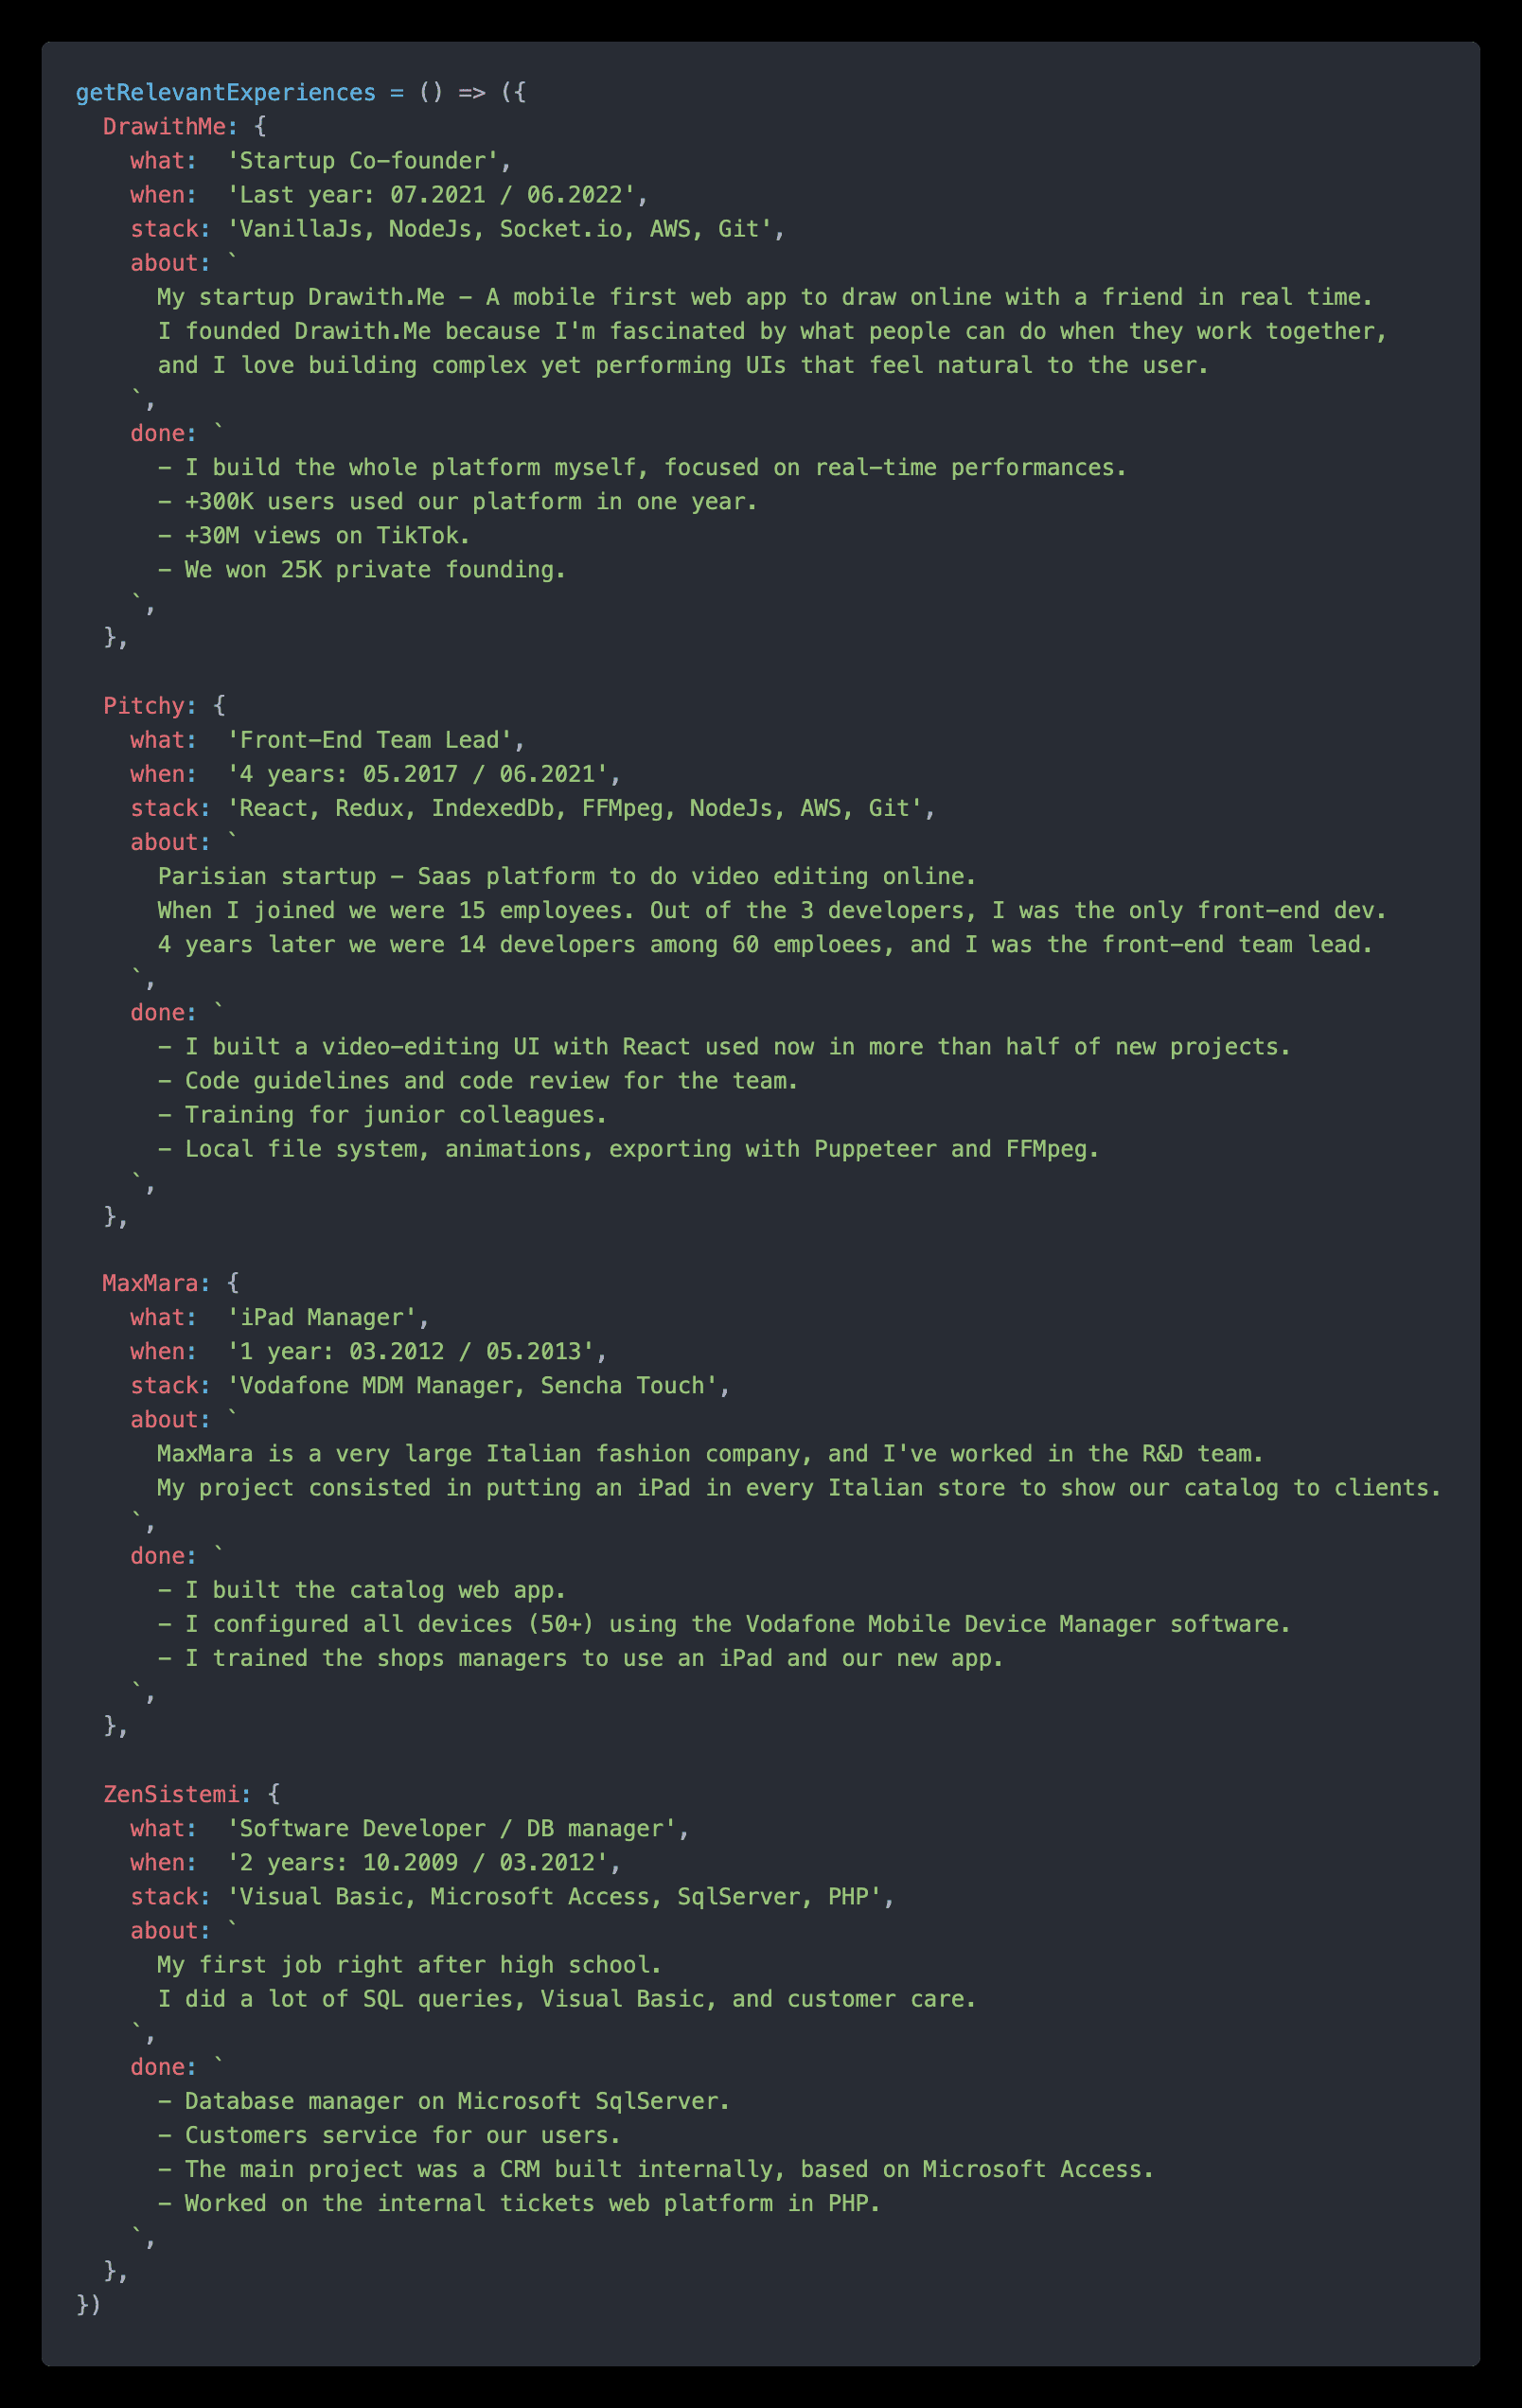 getRelevantExperiences = () => ({
  DrawithMe: {
    what:  'Startup Co-founder',
    when:  'Last year: 07.2021 / 06.2022',
    stack: 'VanillaJs, NodeJs, Socket.io, AWS, Git',
    about: `
      My startup Drawith.Me - A mobile first web app to draw online with a friend in real time.
      I founded Drawith.Me because I'm fascinated by what people can do when they work together,
      and I love building complex yet performing UIs that feel natural to the user.
    `,
    done: `
      - I build the whole platform myself, focused on real-time performances.
      - +300K users used our platform in one year.
      - +30M views on TikTok.
      - We won 25K private founding.
    `,
  },

  Pitchy: {
    what:  'Front-End Team Lead',
    when:  '4 years: 05.2017 / 06.2021',
    stack: 'React, Redux, IndexedDb, FFMpeg, NodeJs, AWS, Git',
    about: `
      Parisian startup - Saas platform to do video editing online.
      When I joined we were 15 employees. Out of the 3 developers, I was the only front-end dev.
      4 years later we were 14 developers among 60 emploees, and I was the front-end team lead.
    `,
    done: `
      - I built a video-editing UI with React used now in more than half of new projects.
      - Code guidelines and code review for the team.
      - Training for junior colleagues.
      - Local file system, animations, exporting with Puppeteer and FFMpeg.
    `,
  },

  MaxMara: {
    what:  'iPad Manager',
    when:  '1 year: 03.2012 / 05.2013',
    stack: 'Vodafone MDM Manager, Sencha Touch',
    about: `
      MaxMara is a very large Italian fashion company, and I've worked in the R&D team.
      My project consisted in putting an iPad in every Italian store to show our catalog to clients.
    `,
    done: `
      - I built the catalog web app.
      - I configured all devices (50+) using the Vodafone Mobile Device Manager software.
      - I trained the shops managers to use an iPad and our new app.
    `,
  },

  ZenSistemi: {
    what:  'Software Developer / DB manager',
    when:  '2 years: 10.2009 / 03.2012',
    stack: 'Visual Basic, Microsoft Access, SqlServer, PHP',
    about: `
      My first job right after high school.
      I did a lot of SQL queries, Visual Basic, and customer care.
    `,
    done: `
      - Database manager on Microsoft SqlServer.
      - Customers service for our users.
      - The main project was a CRM built internally, based on Microsoft Access.
      - Worked on the internal tickets web platform in PHP.
    `,
  },
})